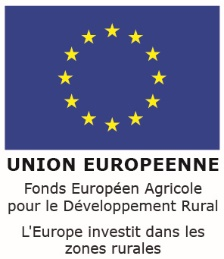 UNION EUROPEENNE
Fonds Européen Agricole
pour le Développement Rural
L'Europe investit dans les
zones rurales